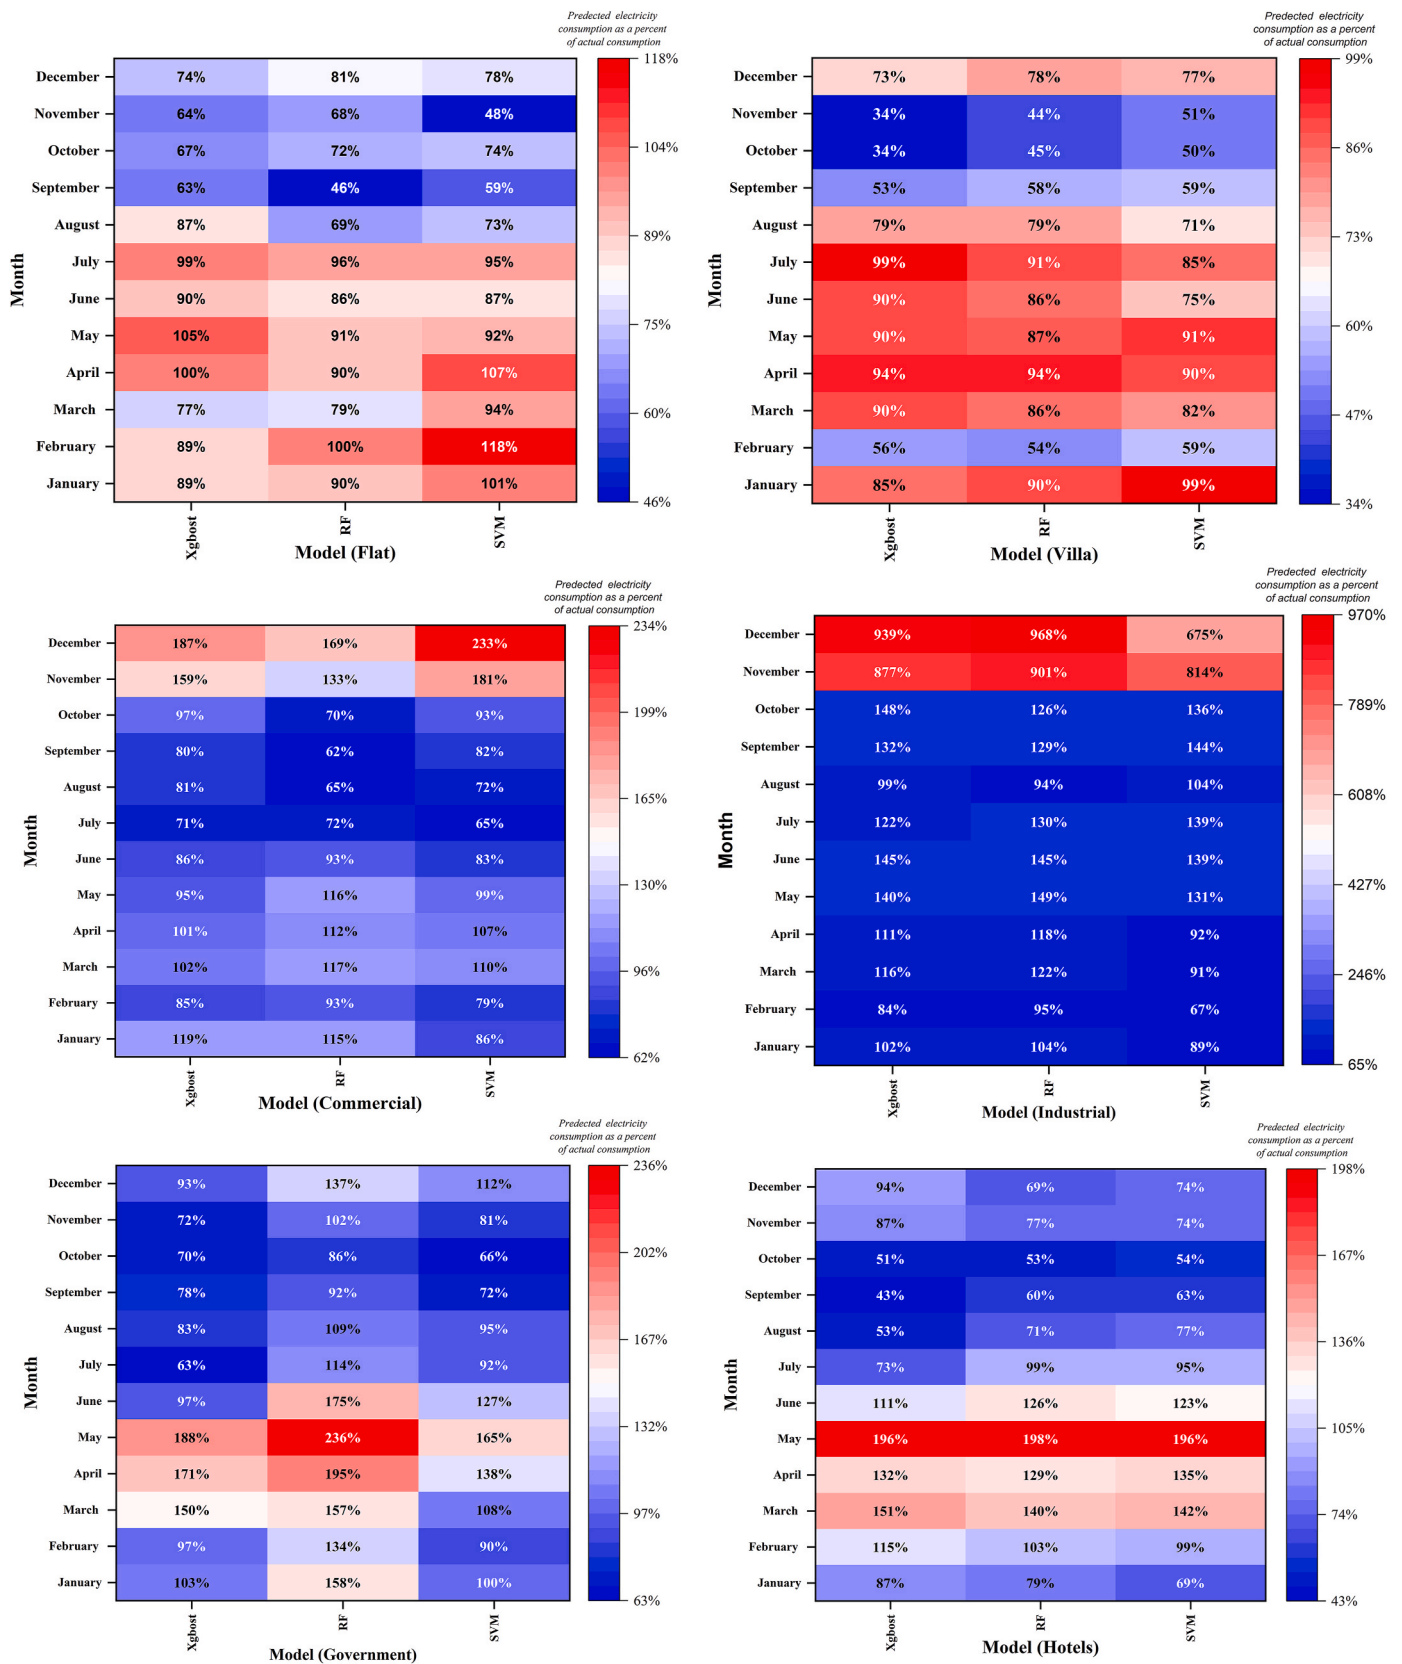 Predected electricity
consumption as a percent
of actual consumption
December 74% 81% 78% 118%
November 64% 68% 48%
October 67% 72% 74% 104%
September 63% 46% 59%
August 87% 69% 73% 89%
July 99% 96% 95%
June 90% 86% 87%
May 105% 91% 92% 75%
April 100% 90% 107%
March 77% 79% 94% 60%
February 89% 100% 118%
January 89% 90% 101% 46%
Month
Xgbost RF SVM
Model (Flat)
Predected electricity
consumption as a percent
of actual consumption
December 73% 78% 77% 99%
November 34% 44% 51%
October 34% 45% 50% 86%
September 53% 58% 59%
August 79% 79% 71% 73%
July 99% 91% 85%
June 90% 86% 75%
May 90% 87% 91% 60%
April 94% 94% 90%
March 90% 86% 82% 47%
February 56% 54% 59%
January 85% 90% 99% 34%
Month
Xgbost RF SVM
Model (Villa)
Predected electricity
consumption as a percent
of actual consumption
December 187% 169% 233% 234%
November 159% 133% 181%
October 97% 70% 93% 199%
September 80% 62% 82%
August 81% 65% 72% 165%
July 71% 72% 65%
June 86% 93% 83%
May 95% 116% 99% 130%
April 101% 112% 107%
March 102% 117% 110% 96%
February 85% 93% 79%
January 119% 115% 86% 62%
Month
Xgbost RF SVM
Model (Commercial)
Predected electricity
consumption as a percent
of actual consumption
December 939% 968% 675% 970%
November 877% 901% 814%
October 148% 126% 136% 789%
September 132% 129% 144%
August 99% 94% 104% 608%
July 122% 130% 139%
June 145% 145% 139%
May 140% 149% 131% 427%
April 111% 118% 92%
March 116% 122% 91% 246%
February 84% 95% 67%
January 102% 104% 89% 65%
Month
Xgbost RF SVM
Model (Industrial)
Predected electricity
consumption as a percent
of actual consumption
December 93% 137% 112% 236%
November 72% 102% 81%
October 70% 86% 66% 202%
September 78% 92% 72%
August 83% 109% 95% 167%
July 63% 114% 92%
June 97% 175% 127%
May 188% 236% 165% 132%
April 171% 195% 138%
March 150% 157% 108% 97%
February 97% 134% 90%
January 103% 158% 100% 63%
Month
Xgbost RF SVM
Model (Government)
Predected electricity
consumption as a percent
of actual consumption
December 94% 69% 74% 198%
November 87% 77% 74%
October 51% 53% 54% 167%
September 43% 60% 63%
August 53% 71% 77% 136%
July 73% 99% 95%
June 111% 126% 123%
May 196% 198% 196% 105%
April 132% 129% 135%
March 151% 140% 142% 74%
February 115% 103% 99%
January 87% 79% 69% 43%
Month
Xgbost RF SVM
Model (Hotels)